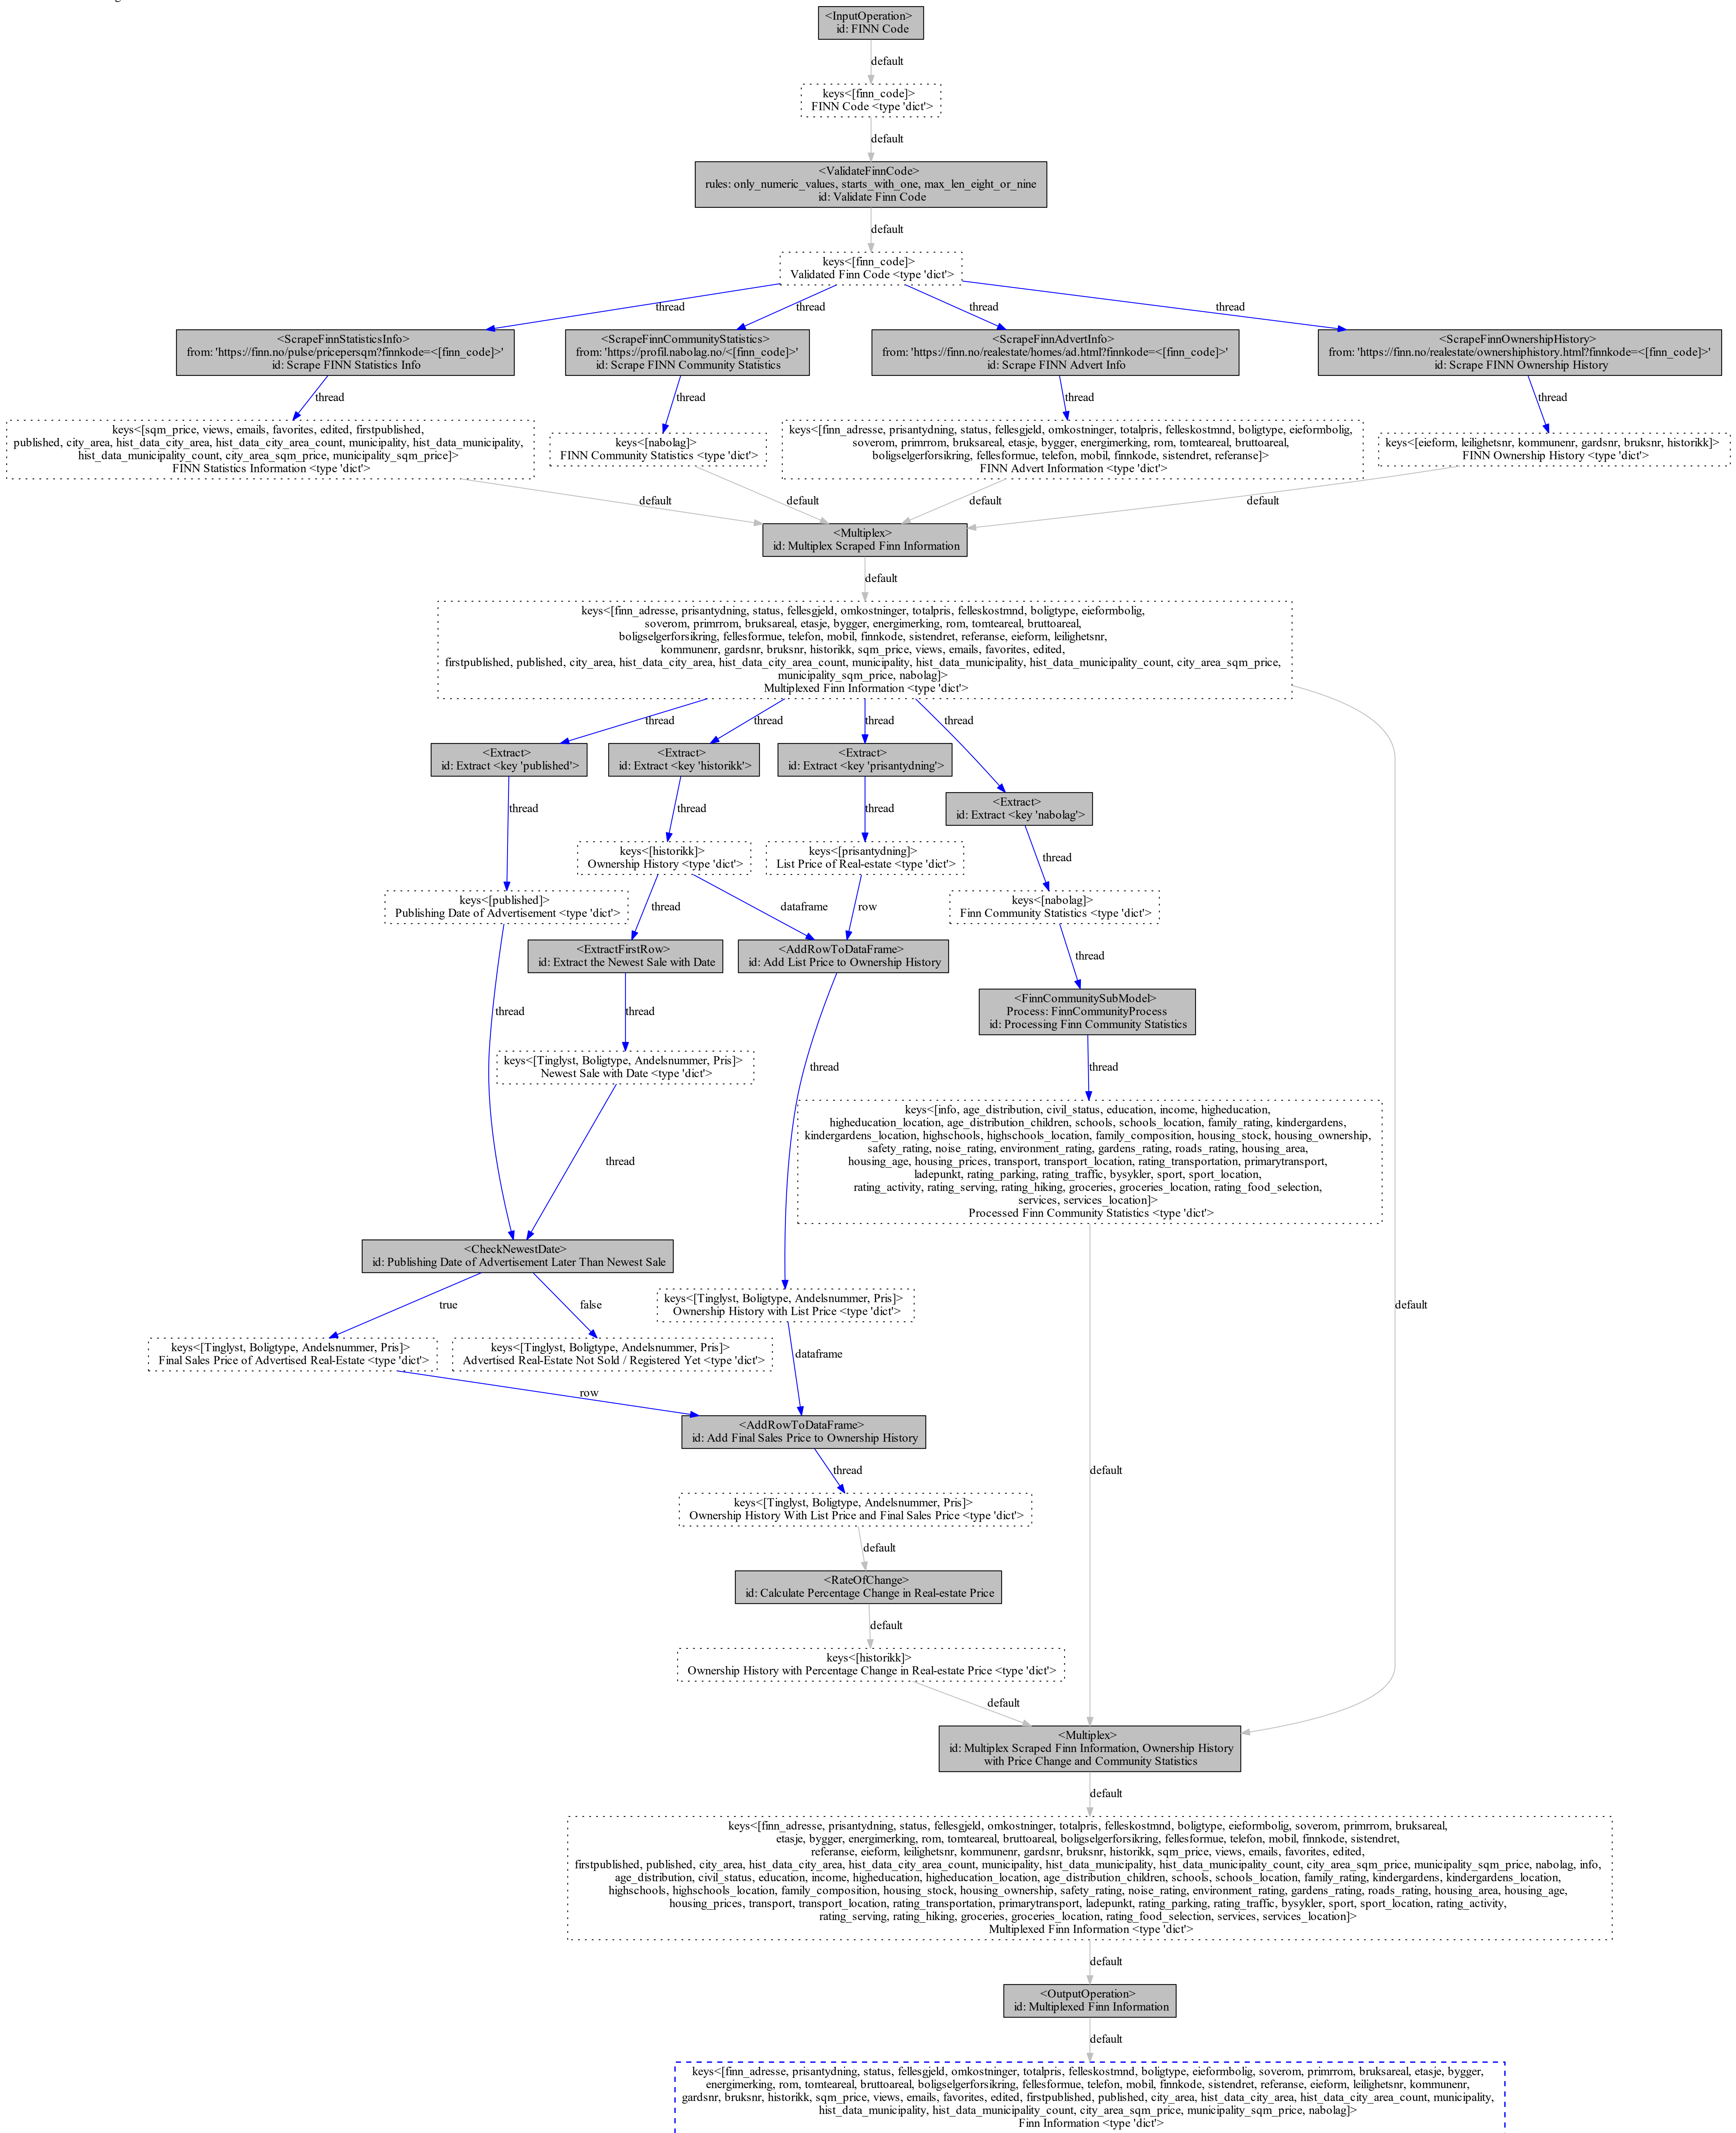 <InputOperation>
id: FINN Code
default
keys<[finn_code]>
FINN Code <type 'dict'>
default
<ValidateFinnCode>
rules: only_numeric_values, starts_with_one, max_len_eight_or_nine
id: Validate Finn Code
default
keys<[finn_code]>
Validated Finn Code <type 'dict'>
thread
thread
thread
thread
<ScrapeFinnStatisticsInfo>
from: 'https://finn.no/pulse/pricepersqm?finnkode=<[finn_code]>'
id: Scrape FINN Statistics Info
<ScrapeFinnCommunityStatistics>
from: 'https://profil.nabolag.no/<[finn_code]>'
id: Scrape FINN Community Statistics
<ScrapeFinnAdvertInfo>
from: 'https://finn.no/realestate/homes/ad.html?finnkode=<[finn_code]>'
id: Scrape FINN Advert Info
<ScrapeFinnOwnershipHistory>
from: 'https://finn.no/realestate/ownershiphistory.html?finnkode=<[finn_code]>'
id: Scrape FINN Ownership History
thread
thread
thread
thread
keys<[sqm_price, views, emails, favorites, edited, firstpublished,
published, city_area, hist_data_city_area, hist_data_city_area_count, municipality, hist_data_municipality,
hist_data_municipality_count, city_area_sqm_price, municipality_sqm_price]>
FINN Statistics Information <type 'dict'>
keys<[nabolag]>
FINN Community Statistics <type 'dict'>
keys<[finn_adresse, prisantydning, status, fellesgjeld, omkostninger, totalpris, felleskostmnd, boligtype, eieformbolig,
soverom, primrrom, bruksareal, etasje, bygger, energimerking, rom, tomteareal, bruttoareal,
boligselgerforsikring, fellesformue, telefon, mobil, finnkode, sistendret, referanse]>
FINN Advert Information <type 'dict'>
keys<[eieform, leilighetsnr, kommunenr, gardsnr, bruksnr, historikk]>
FINN Ownership History <type 'dict'>
default
default
default
default
<Multiplex>
id: Multiplex Scraped Finn Information
default
keys<[finn_adresse, prisantydning, status, fellesgjeld, omkostninger, totalpris, felleskostmnd, boligtype, eieformbolig,
soverom, primrrom, bruksareal, etasje, bygger, energimerking, rom, tomteareal, bruttoareal,
boligselgerforsikring, fellesformue, telefon, mobil, finnkode, sistendret, referanse, eieform, leilighetsnr,
kommunenr, gardsnr, bruksnr, historikk, sqm_price, views, emails, favorites, edited,
firstpublished, published, city_area, hist_data_city_area, hist_data_city_area_count, municipality, hist_data_municipality, hist_data_municipality_count, city_area_sqm_price,
municipality_sqm_price, nabolag]>
Multiplexed Finn Information <type 'dict'>
thread
thread
thread
thread
<Extract>
id: Extract <key 'published'>
<Extract>
id: Extract <key 'historikk'>
<Extract>
id: Extract <key 'prisantydning'>
<Extract>
id: Extract <key 'nabolag'>
thread
thread
thread
thread
keys<[historikk]>
Ownership History <type 'dict'>
keys<[prisantydning]>
List Price of Real-estate <type 'dict'>
keys<[published]>
Publishing Date of Advertisement <type 'dict'>
keys<[nabolag]>
Finn Community Statistics <type 'dict'>
thread
dataframe
row
thread
<ExtractFirstRow>
id: Extract the Newest Sale with Date
<AddRowToDataFrame>
id: Add List Price to Ownership History
<FinnCommunitySubModel>
Process: FinnCommunityProcess
id: Processing Finn Community Statistics
thread
thread
thread
thread
keys<[Tinglyst, Boligtype, Andelsnummer, Pris]>
Newest Sale with Date <type 'dict'>
keys<[info, age_distribution, civil_status, education, income, higheducation,
higheducation_location, age_distribution_children, schools, schools_location, family_rating, kindergardens,
kindergardens_location, highschools, highschools_location, family_composition, housing_stock, housing_ownership,
safety_rating, noise_rating, environment_rating, gardens_rating, roads_rating, housing_area,
housing_age, housing_prices, transport, transport_location, rating_transportation, primarytransport,
ladepunkt, rating_parking, rating_traffic, bysykler, sport, sport_location,
rating_activity, rating_serving, rating_hiking, groceries, groceries_location, rating_food_selection,
services, services_location]>
Processed Finn Community Statistics <type 'dict'>
thread
<CheckNewestDate>
id: Publishing Date of Advertisement Later Than Newest Sale
true
false
default
keys<[Tinglyst, Boligtype, Andelsnummer, Pris]>
Ownership History with List Price <type 'dict'>
keys<[Tinglyst, Boligtype, Andelsnummer, Pris]>
Final Sales Price of Advertised Real-Estate <type 'dict'>
keys<[Tinglyst, Boligtype, Andelsnummer, Pris]>
Advertised Real-Estate Not Sold / Registered Yet <type 'dict'>
dataframe
row
<AddRowToDataFrame>
id: Add Final Sales Price to Ownership History
thread
default
keys<[Tinglyst, Boligtype, Andelsnummer, Pris]>
Ownership History With List Price and Final Sales Price <type 'dict'>
default
<RateOfChange>
id: Calculate Percentage Change in Real-estate Price
default
keys<[historikk]>
Ownership History with Percentage Change in Real-estate Price <type 'dict'>
default
<Multiplex>
id: Multiplex Scraped Finn Information, Ownership History
with Price Change and Community Statistics
default
keys<[finn_adresse, prisantydning, status, fellesgjeld, omkostninger, totalpris, felleskostmnd, boligtype, eieformbolig, soverom, primrrom, bruksareal,
etasje, bygger, energimerking, rom, tomteareal, bruttoareal, boligselgerforsikring, fellesformue, telefon, mobil, finnkode, sistendret,
referanse, eieform, leilighetsnr, kommunenr, gardsnr, bruksnr, historikk, sqm_price, views, emails, favorites, edited,
firstpublished, published, city_area, hist_data_city_area, hist_data_city_area_count, municipality, hist_data_municipality, hist_data_municipality_count, city_area_sqm_price, municipality_sqm_price, nabolag, info,
age_distribution, civil_status, education, income, higheducation, higheducation_location, age_distribution_children, schools, schools_location, family_rating, kindergardens, kindergardens_location,
highschools, highschools_location, family_composition, housing_stock, housing_ownership, safety_rating, noise_rating, environment_rating, gardens_rating, roads_rating, housing_area, housing_age,
housing_prices, transport, transport_location, rating_transportation, primarytransport, ladepunkt, rating_parking, rating_traffic, bysykler, sport, sport_location, rating_activity,
rating_serving, rating_hiking, groceries, groceries_location, rating_food_selection, services, services_location]>
Multiplexed Finn Information <type 'dict'>
default
<OutputOperation>
id: Multiplexed Finn Information
default
keys<[finn_adresse, prisantydning, status, fellesgjeld, omkostninger, totalpris, felleskostmnd, boligtype, eieformbolig, soverom, primrrom, bruksareal, etasje, bygger,
energimerking, rom, tomteareal, bruttoareal, boligselgerforsikring, fellesformue, telefon, mobil, finnkode, sistendret, referanse, eieform, leilighetsnr, kommunenr,
gardsnr, bruksnr, historikk, sqm_price, views, emails, favorites, edited, firstpublished, published, city_area, hist_data_city_area, hist_data_city_area_count, municipality,
hist_data_municipality, hist_data_municipality_count, city_area_sqm_price, municipality_sqm_price, nabolag]>
Finn Information <type 'dict'>